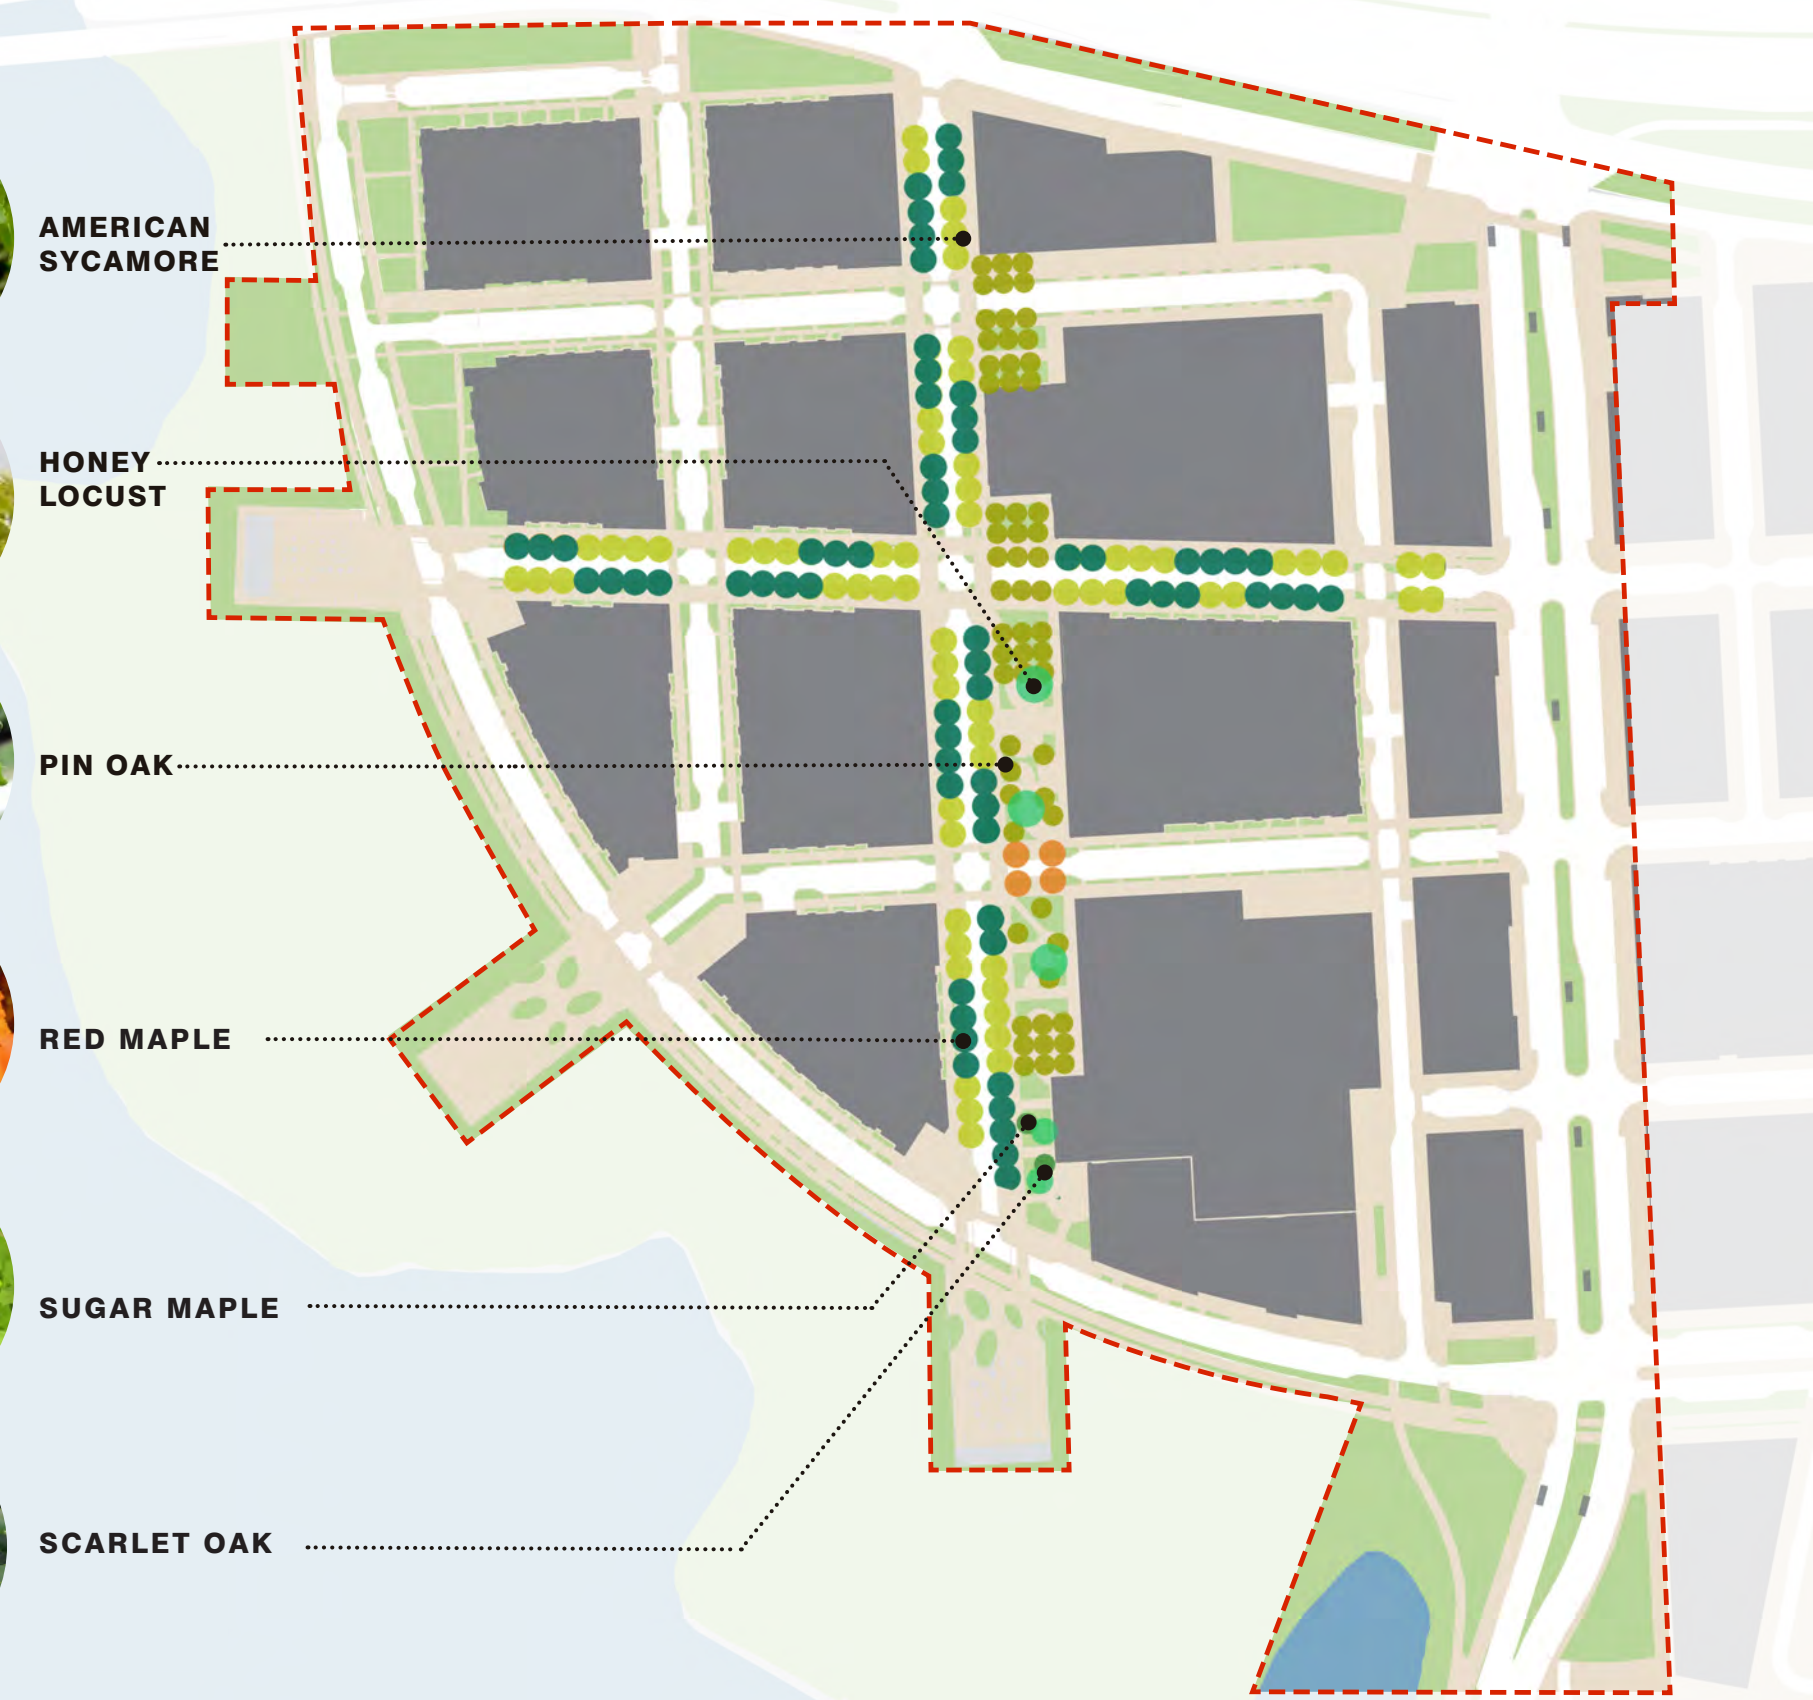 AMERICAN
SYCAMORE
HONEY
LOCUST
PIN OAK
RED MAPLE
SUGAR MAPLE
SCARLET OAK